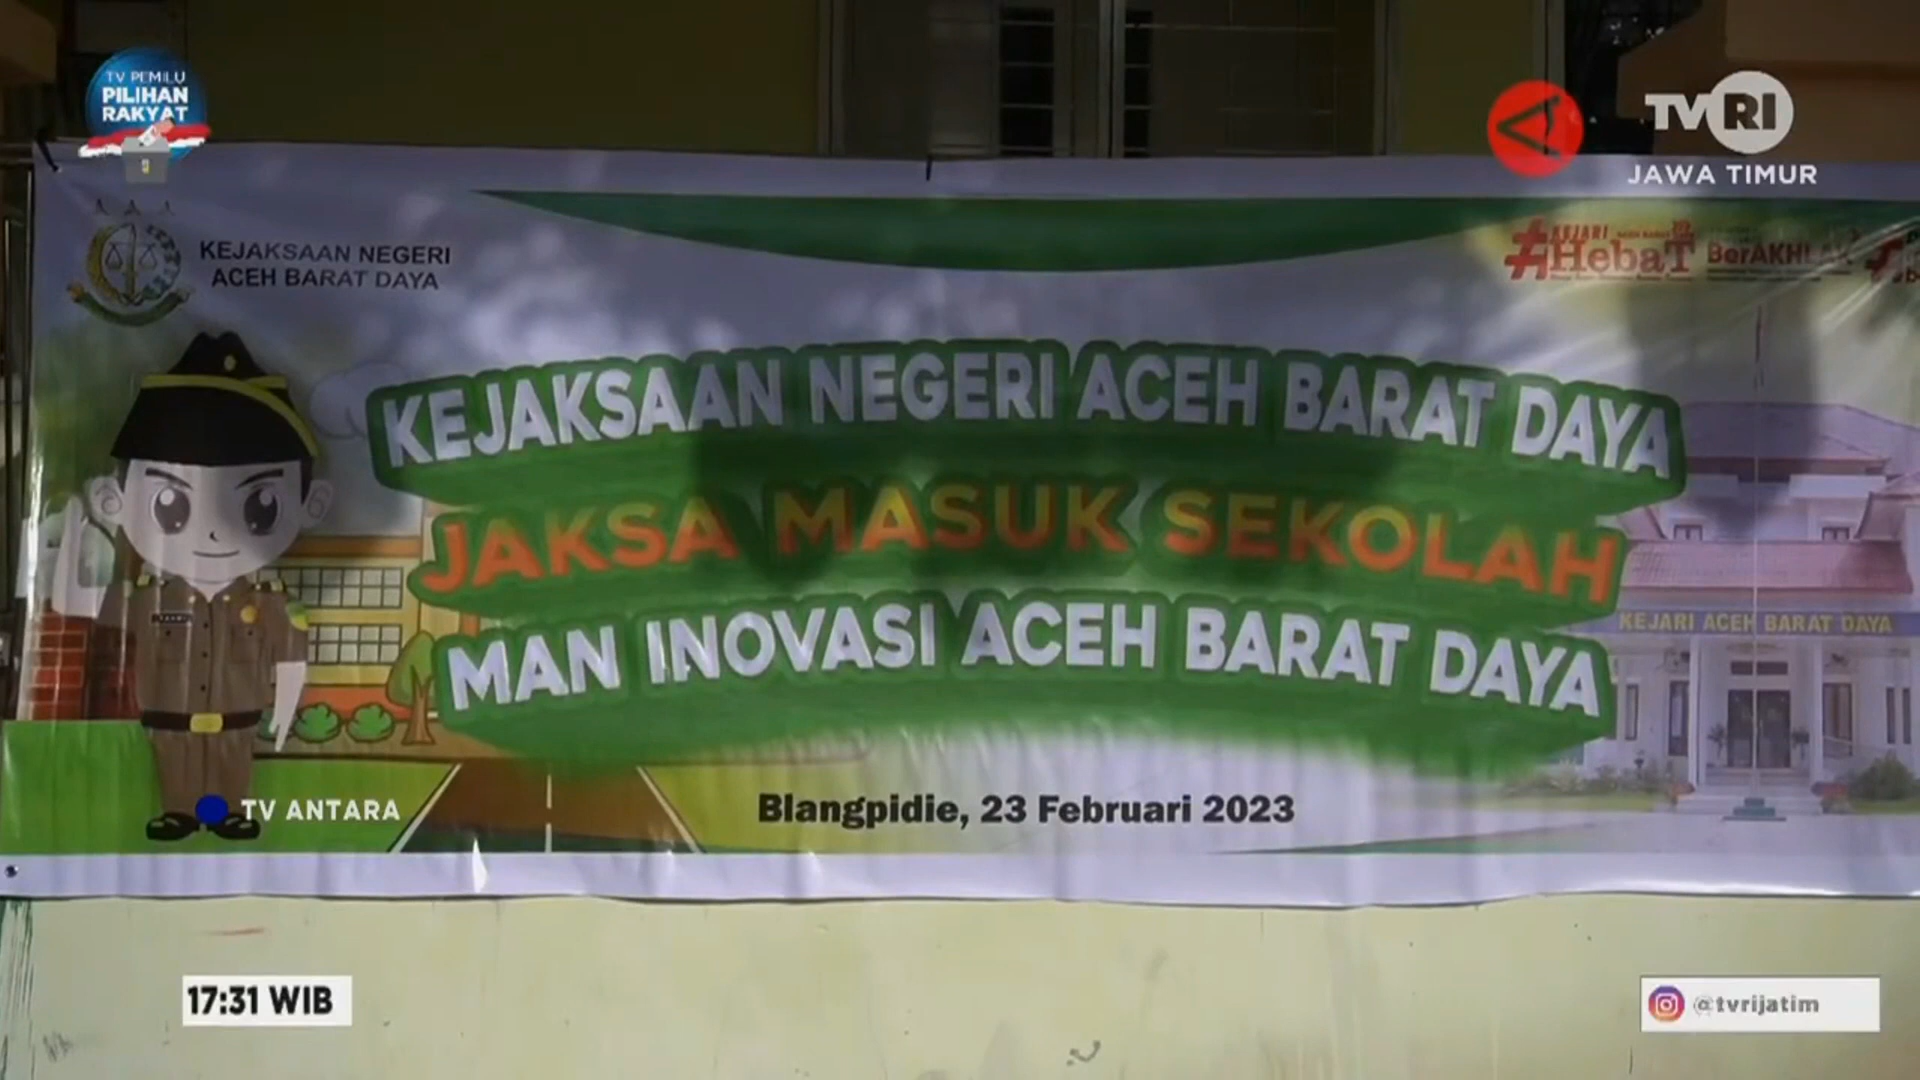 TV PEMILU
PILIHAN
RAKYAT
TVRI
JAWA TIMUR
KEJAKSAAN NEGERI
ACEH BARAT DAYA
#KEJARI
HebaT
BerAKHLAK
KEJAKSAAN NEGERI ACEH BARAT DAYA
JAKSA MASUK SEKOLAH
MAN INOVASI ACEH BARAT DAYA
KEJARI ACEH BARAT DAYA
Blangpidie, 23 Februari 2023
TV ANTARA
17:31 WIB
@tvrijatim